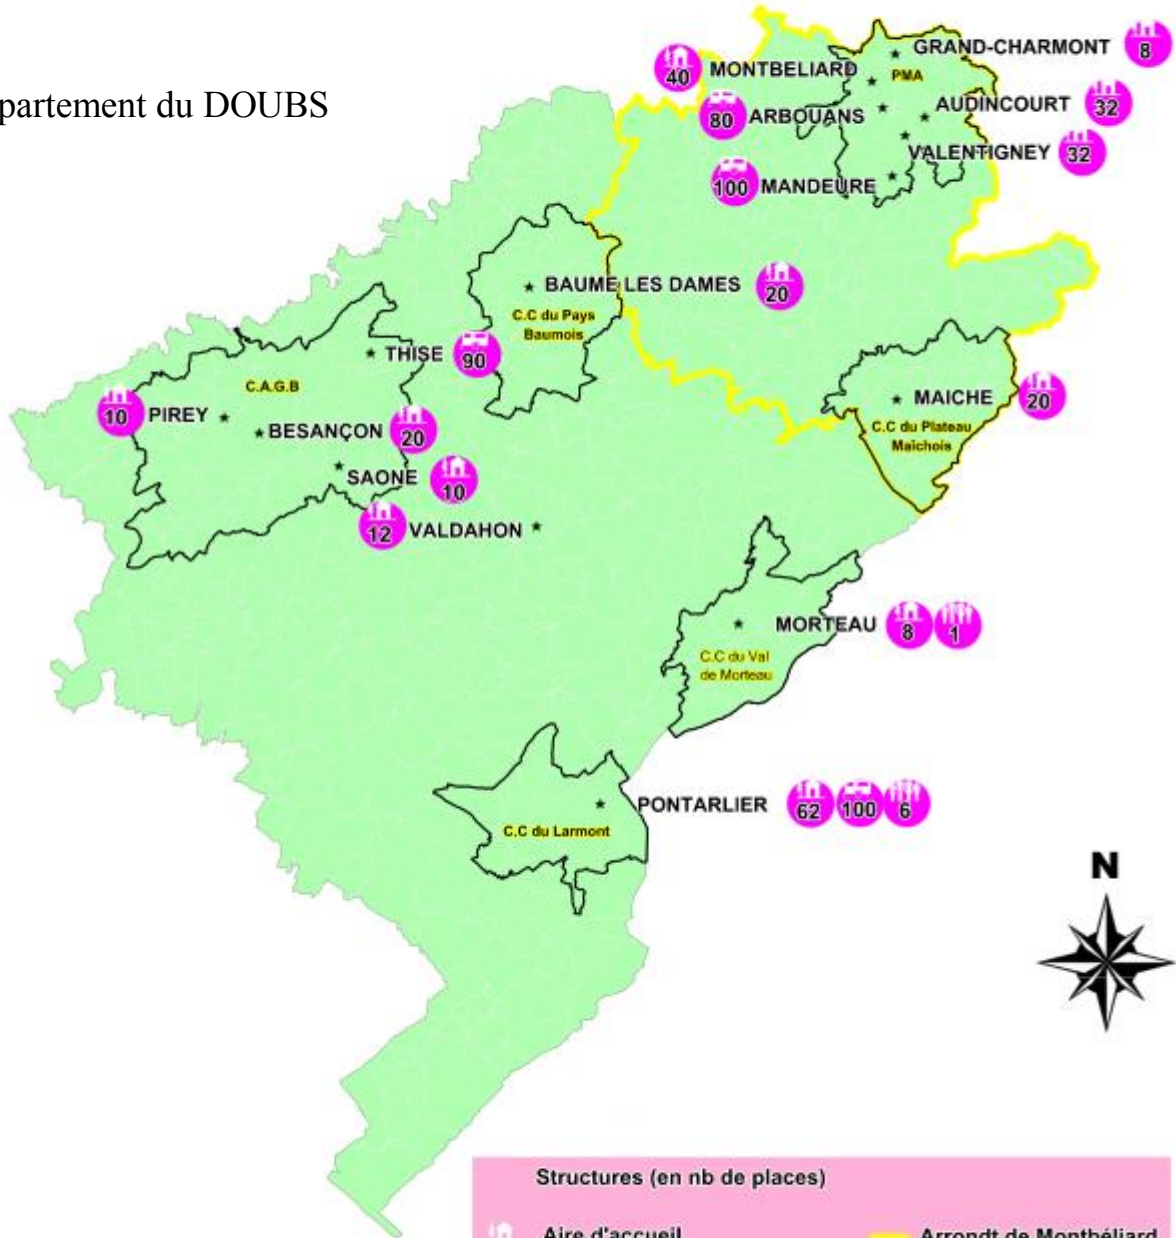 partement du DOUBS
GRAND-CHARMONT 8
40 MONTBELIARD
PMA
80 ARBOUANS
AUDINCOURT 32
VALENTIGNEY 32
100 MANDEURE
BAUME LES DAMES 20
C.C du Pays
Baumois
THISE 90
C.A.G.B
10 PIREY
BESANÇON 20
MAICHE 20
C.C du Plateau
Maîchois
SAONE 10
12 VALDAHON
MORTEAU 8 1
C.C du Val
de Morteau
PONTARLIER 62 100 6
C.C du Larmont
N
Structures (en nb de places)
Aire d'accueil
Arrondt de Montbéliard